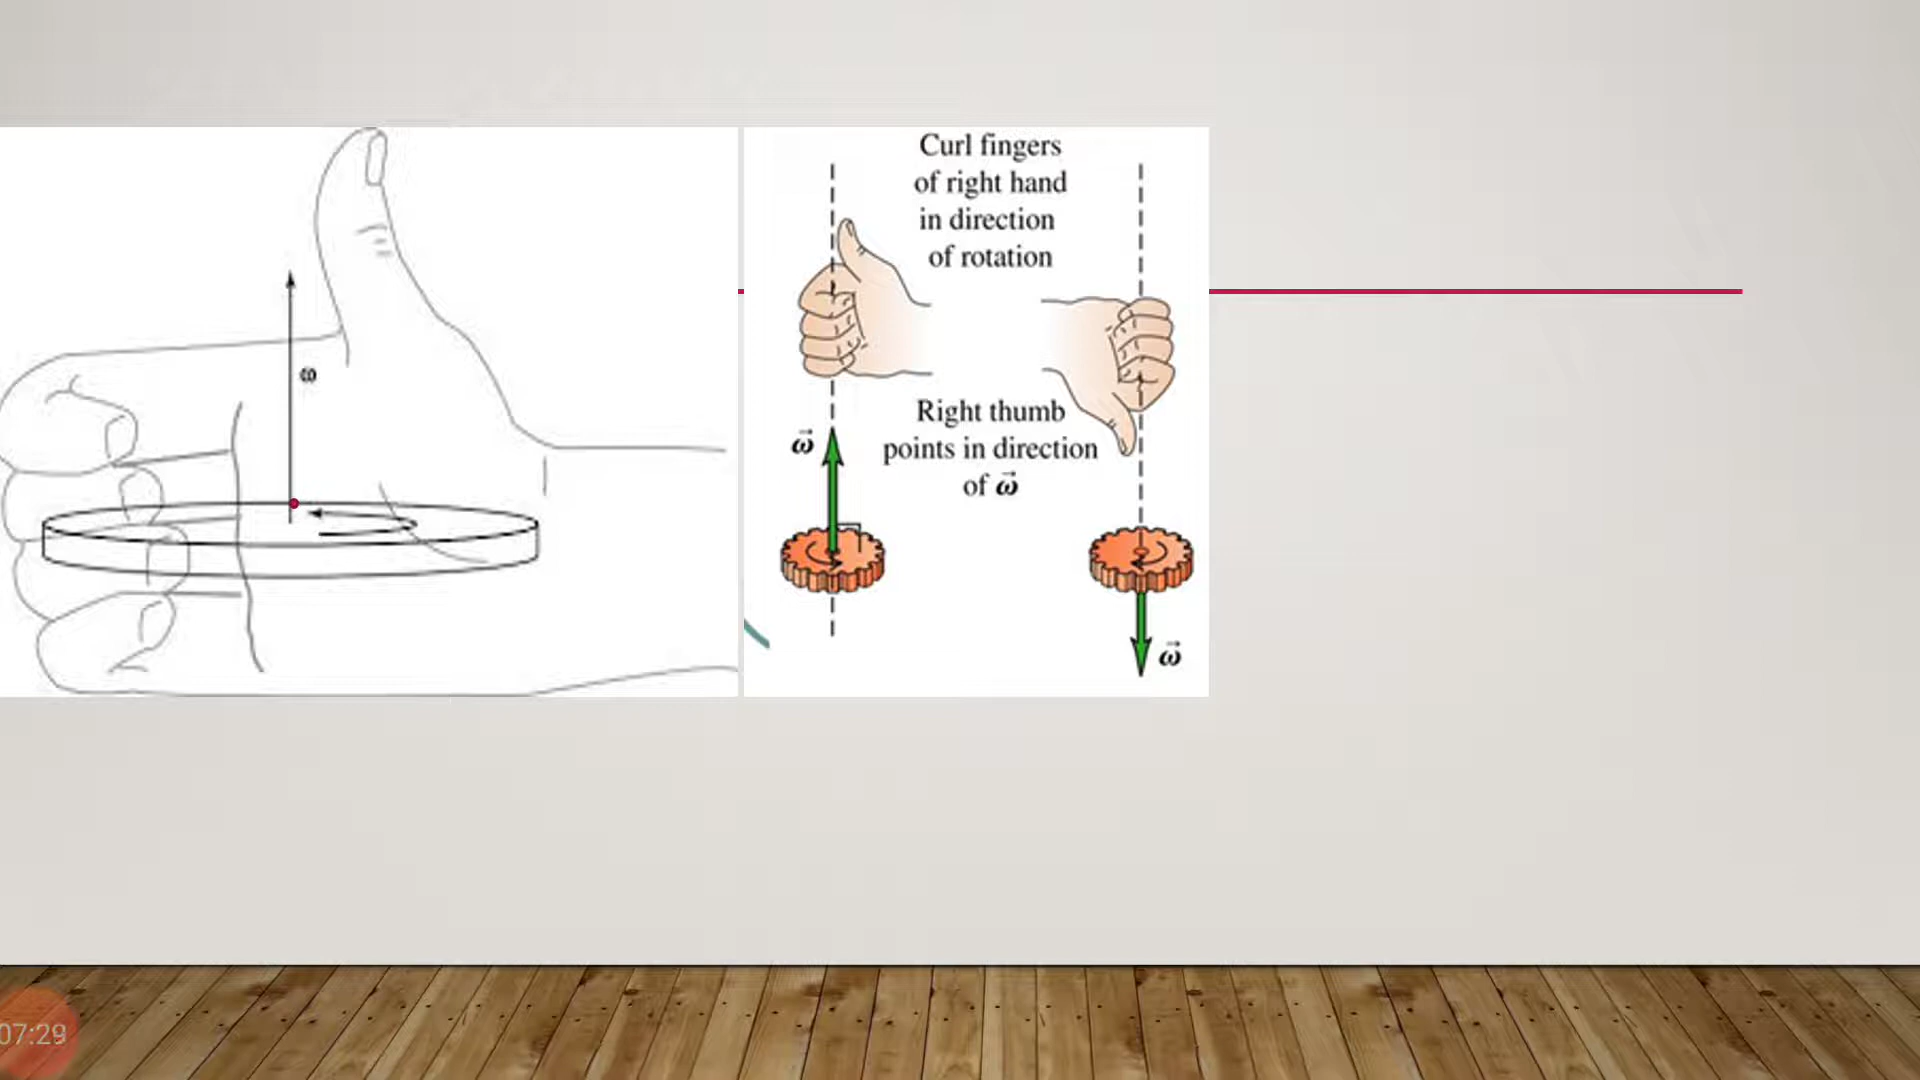 ω
Curl fingers
of right hand
in direction
of rotation
Right thumb
points in direction
of ω⃗
ω⃗
ω⃗
07:29